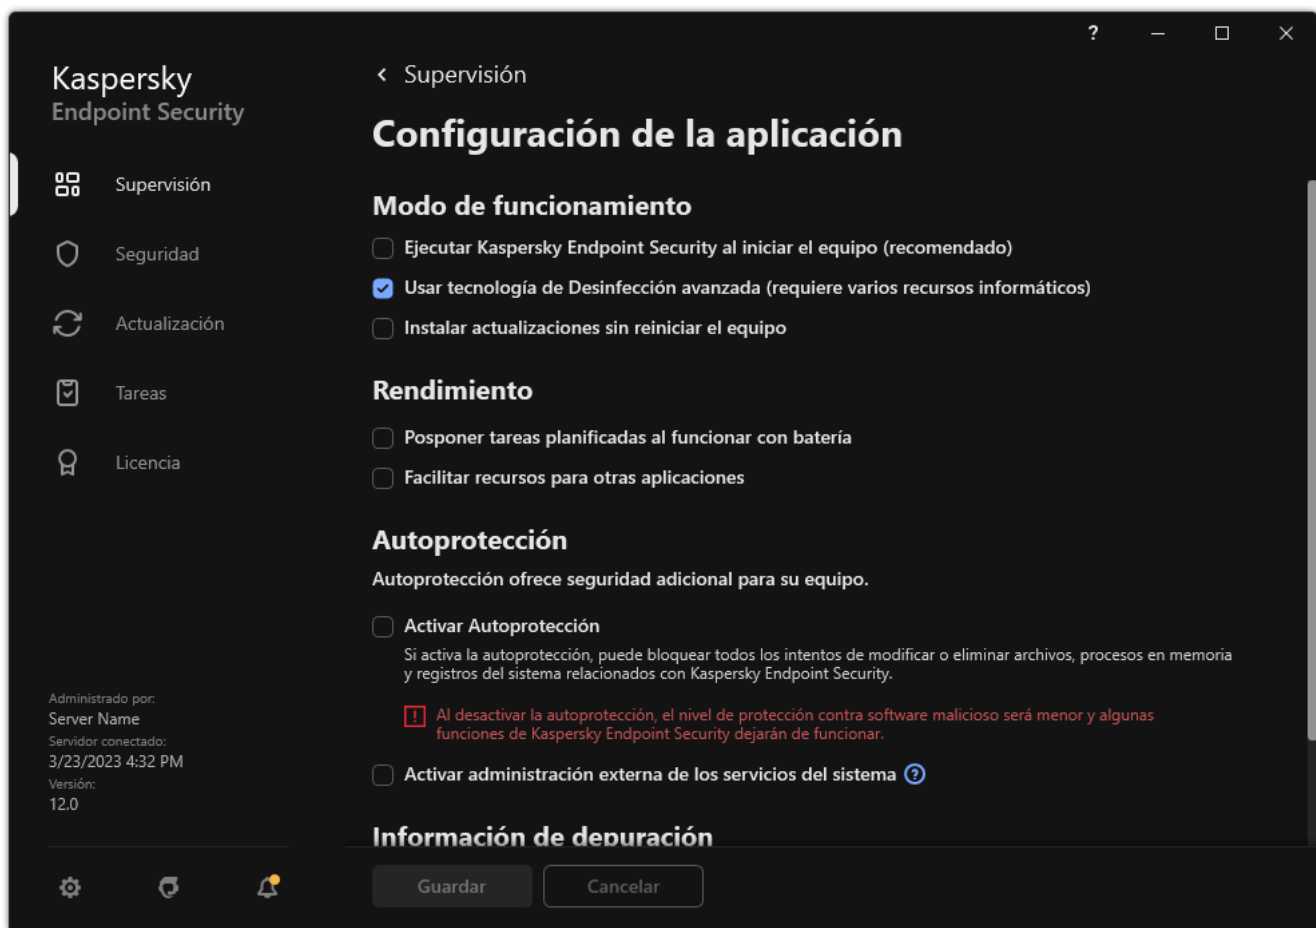 ?
Kaspersky
Endpoint Security
Supervisión
Seguridad
Actualización
Tareas
Licencia
Administrado por:
Server Name
Servidor conectado:
3/23/2023 4:32 PM
Versión:
12.0
Supervisión
Configuración de la aplicación
Modo de funcionamiento
Ejecutar Kaspersky Endpoint Security al iniciar el equipo (recomendado)
Usar tecnología de Desinfección avanzada (requiere varios recursos informáticos)
Instalar actualizaciones sin reiniciar el equipo
Rendimiento
Posponer tareas planificadas al funcionar con batería
Facilitar recursos para otras aplicaciones
Autoprotección
Autoprotección ofrece seguridad adicional para su equipo.
Activar Autoprotección
Si activa la autoprotección, puede bloquear todos los intentos de modificar o eliminar archivos, procesos en memoria
y registros del sistema relacionados con Kaspersky Endpoint Security.
Al desactivar la autoprotección, el nivel de protección contra software malicioso será menor y algunas
funciones de Kaspersky Endpoint Security dejarán de funcionar.
Activar administración externa de los servicios del sistema ?
Información de depuración
Guardar
Cancelar